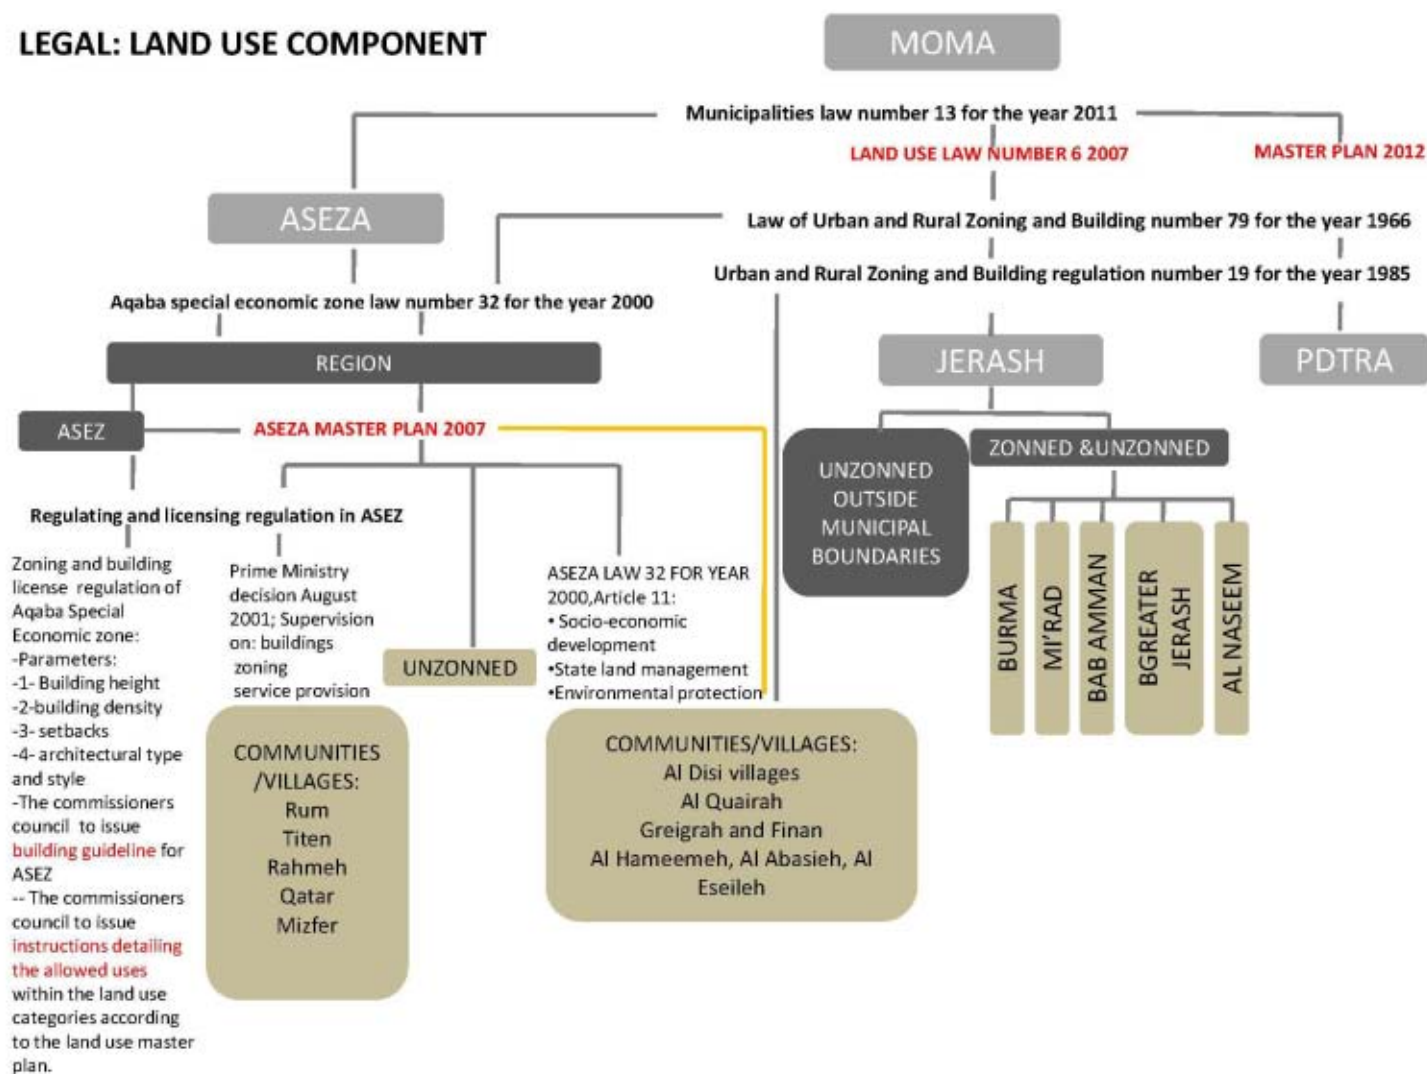 LEGAL: LAND USE COMPONENT
MOMA
Municipalities law number 13 for the year 2011
LAND USE LAW NUMBER 6 2007
MASTER PLAN 2012
ASEZA
Law of Urban and Rural Zoning and Building number 79 for the year 1966
Urban and Rural Zoning and Building regulation number 19 for the year 1985
Aqaba special economic zone law number 32 for the year 2000
REGION
JERASH
PDTRA
ASEZ
ASEZA MASTER PLAN 2007
UNZONNED
OUTSIDE
MUNICIPAL
BOUNDARIES
ZONNED &UNZONNED
Regulating and licensing regulation in ASEZ
Zoning and building
license regulation of
Aqaba Special
Economic zone:
-Parameters:
-1- Building height
-2-building density
-3- setbacks
-4- architectural type
and style
-The commissioners
council to issue
building guideline for
ASEZ
-- The commissioners
council to issue
instructions detailing
the allowed uses
within the land use
categories according
to the land use master
plan.
Prime Ministry
decision August
2001; Supervision
on: buildings
zoning
service provision
UNZONNED
ASEZA LAW 32 FOR YEAR
2000,Article 11:
• Socio-economic
development
•State land management
•Environmental protection
COMMUNITIES
/VILLAGES:
Rum
Titen
Rahmeh
Qatar
Mizfer
COMMUNITIES/VILLAGES:
Al Disi villages
Al Quairah
Greigrah and Finan
Al Hameemeh, Al Abasieh, Al
Eseileh
BURMA
MI'RAD
BAB AMMAN
BGREATER
JERASH
AL NASEEM